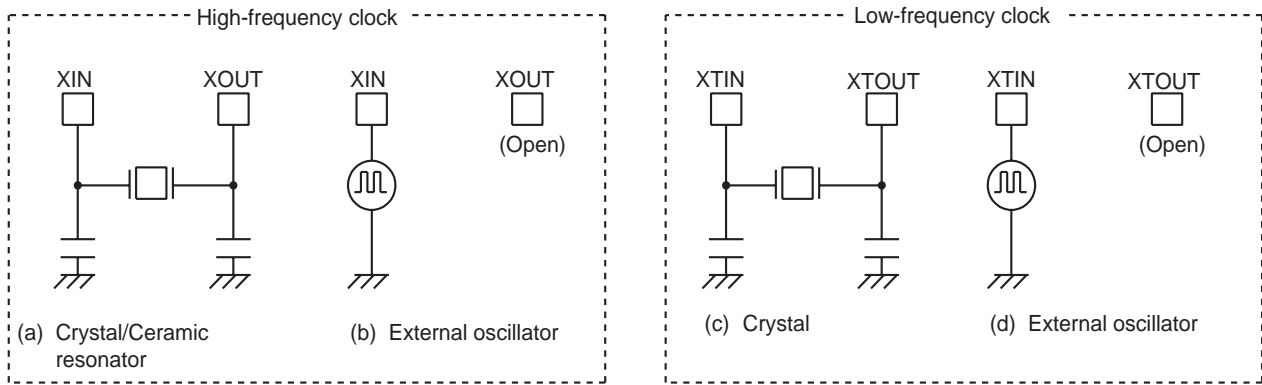 High-frequency clock
XIN
XOUT
XIN
XOUT
(Open)
(a) Crystal/Ceramic
resonator
(b) External oscillator
Low-frequency clock
XTIN
XTOUT
XTIN
XTOUT
(Open)
(c) Crystal
(d) External oscillator